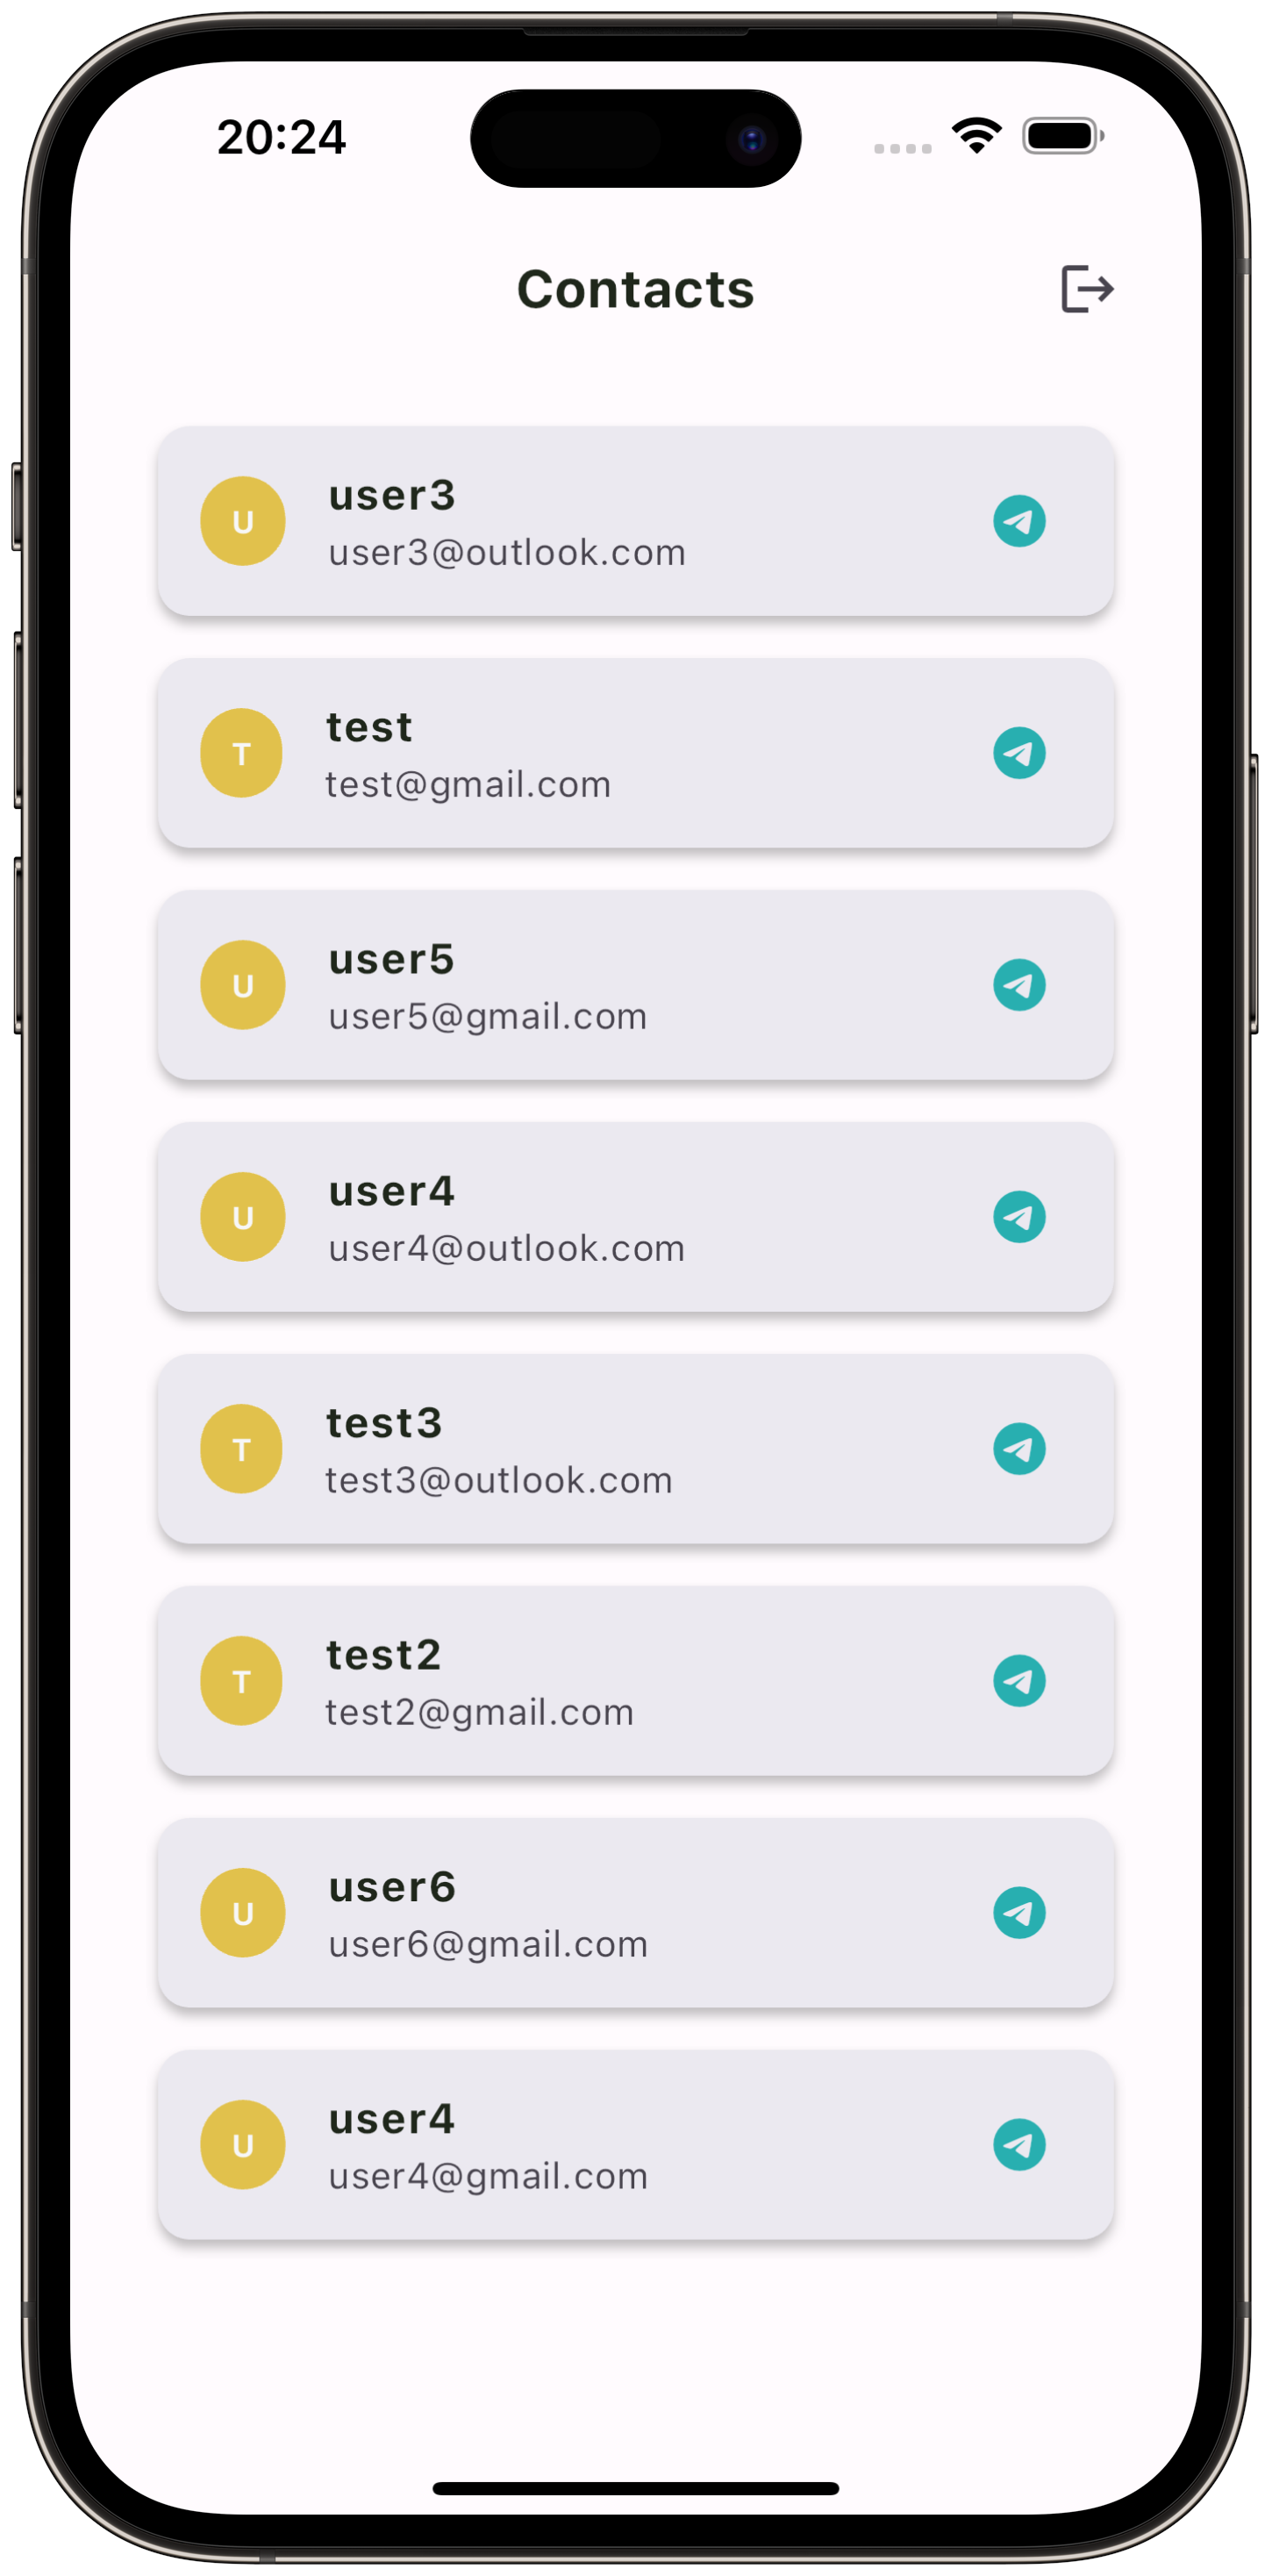 20:24
Contacts
U
user3
user3@outlook.com
T
test
test@gmail.com
U
user5
user5@gmail.com
U
user4
user4@outlook.com
T
test3
test3@outlook.com
T
test2
test2@gmail.com
U
user6
user6@gmail.com
U
user4
user4@gmail.com